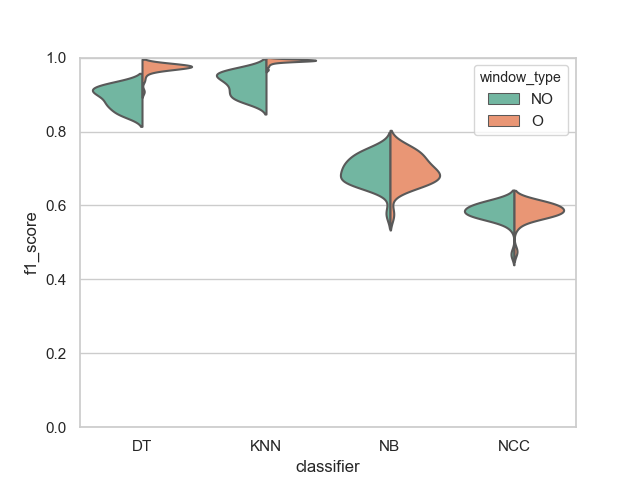 1.0
0.8
0.6
0.4
0.2
0.0
f1_score
window_type
NO
O
DT KNN NB NCC
classifier